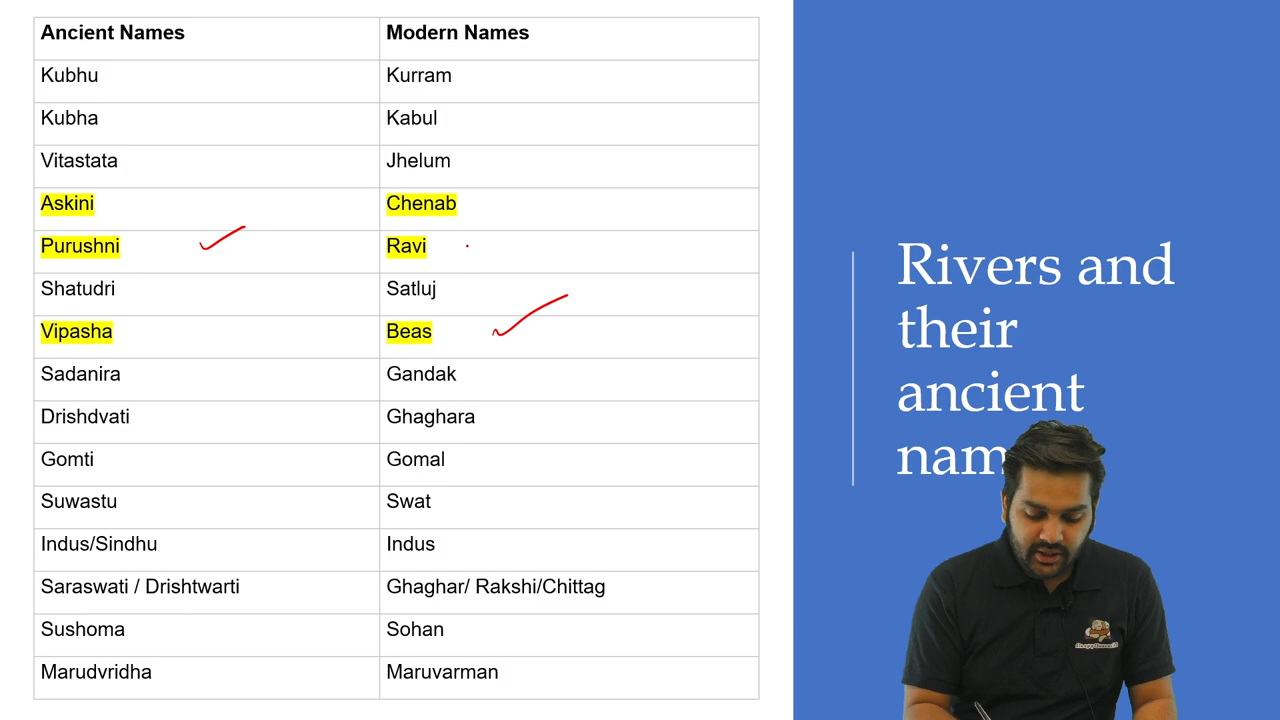 Ancient Names Modern Names
Kubhu Kurram
Kubha Kabul
Vitastata Jhelum
Askini Chenab
Purushni Ravi
Shatudri Satluj
Vipasha Beas
Sadanira Gandak
Drishdvati Ghaghara
Gomti Gomal
Suwastu Swat
Indus/Sindhu Indus
Saraswati / Drishtwarti Ghaghar/ Rakshi/Chittag
Sushoma Sohan
Marudvridha Maruvarman
Rivers and
their
ancient
nam